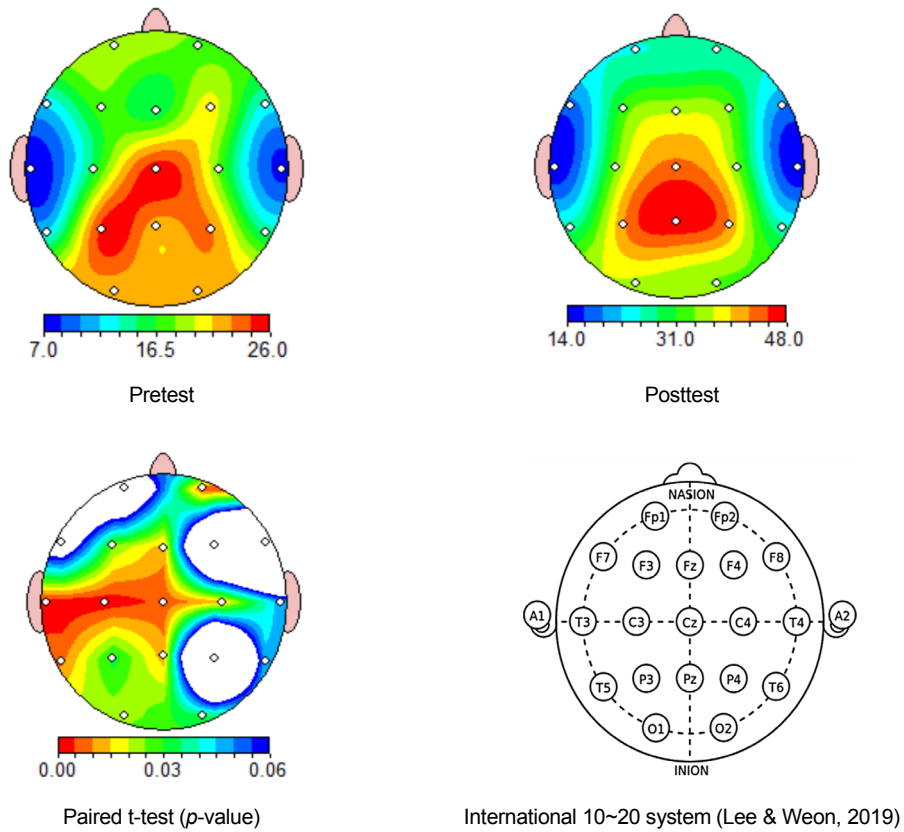 7.0 16.5 26.0
Pretest
14.0 31.0 48.0
Posttest
0.00 0.03 0.06
Paired t-test (p-value)
NASION
Fp1 Fp2
F7 F3 Fz F4 F8
A1 T3 C3 Cz C4 T4 A2
T5 P3 Pz P4 T6
O1 O2
INION
International 10~20 system (Lee & Weon, 2019)